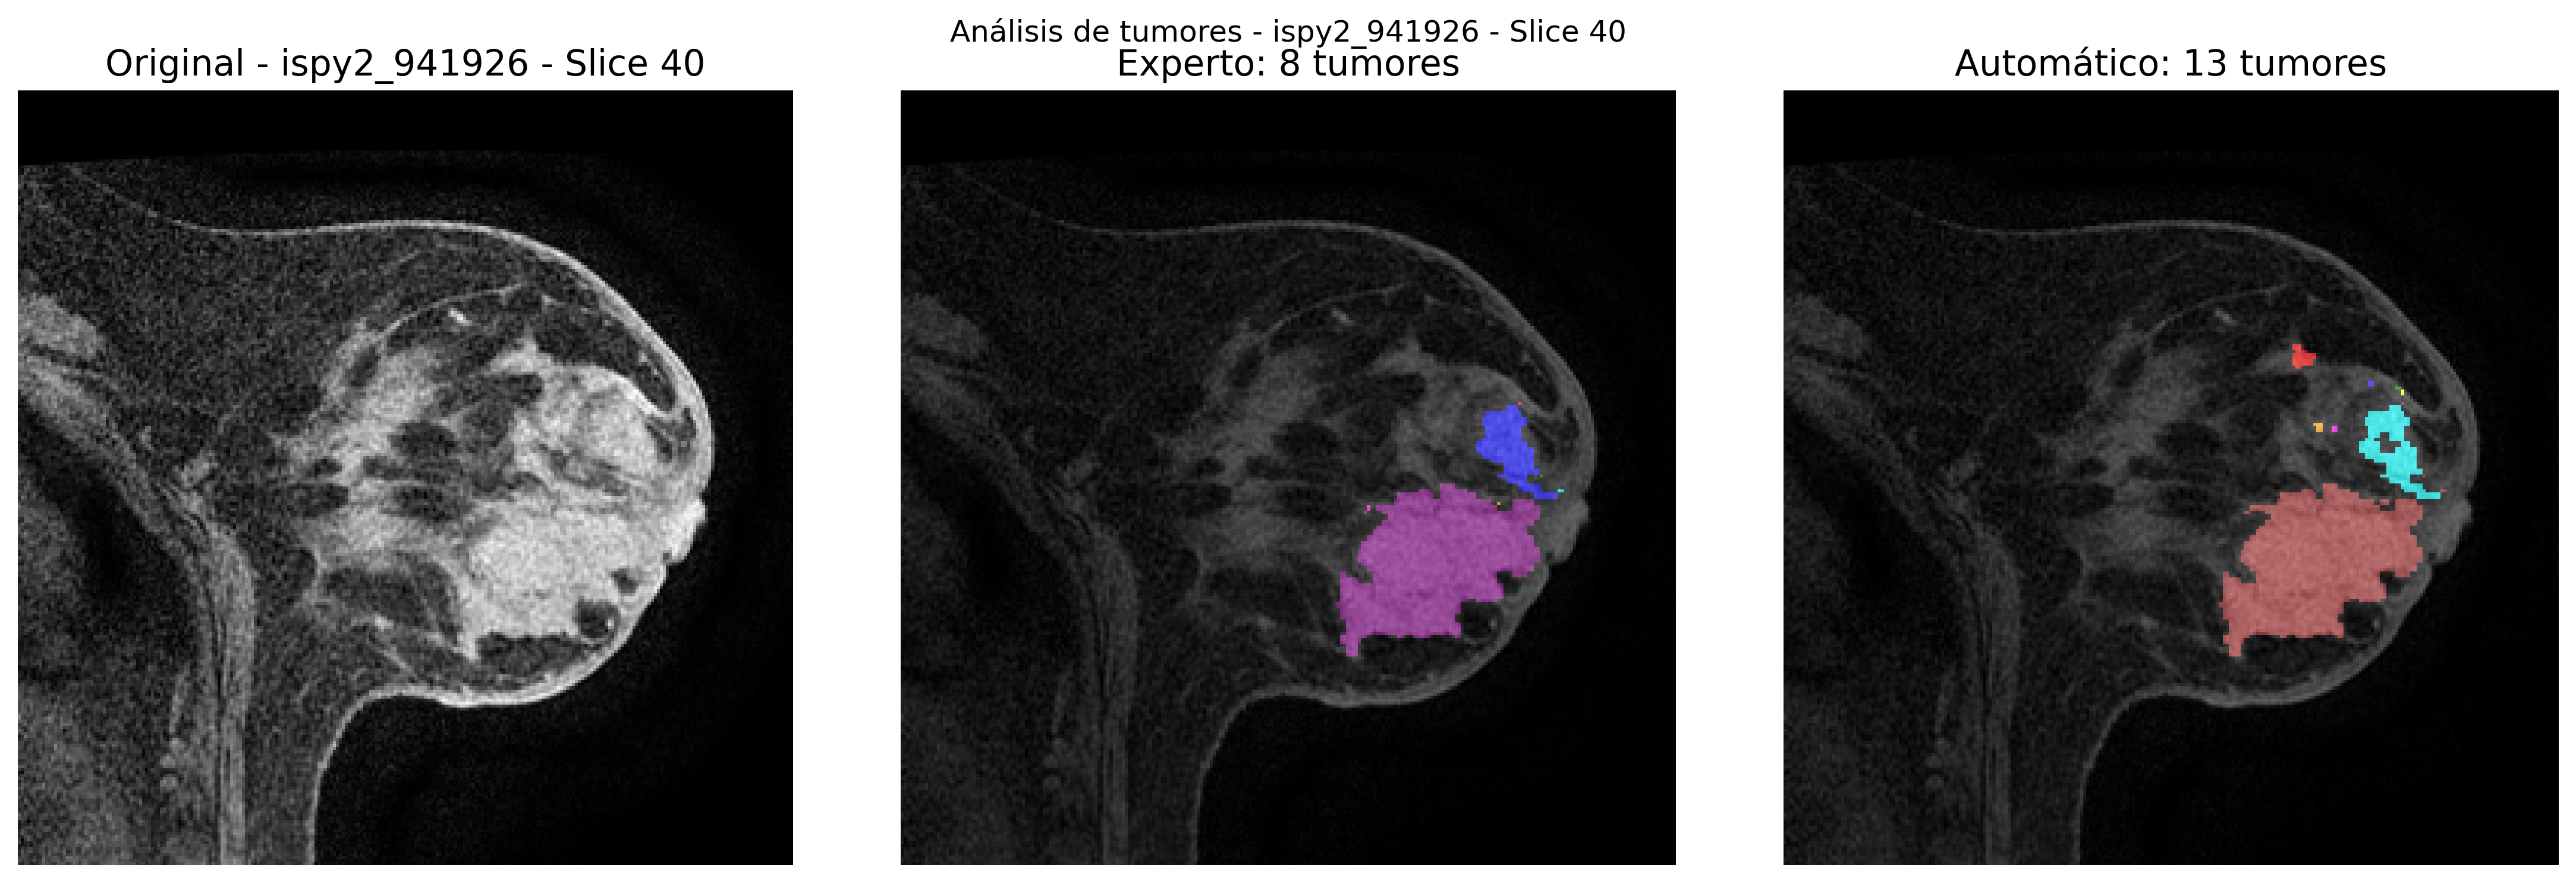 Análisis de tumores - ispy2_941926 - Slice 40
Original - ispy2_941926 - Slice 40
Experto: 8 tumores
Automático: 13 tumores